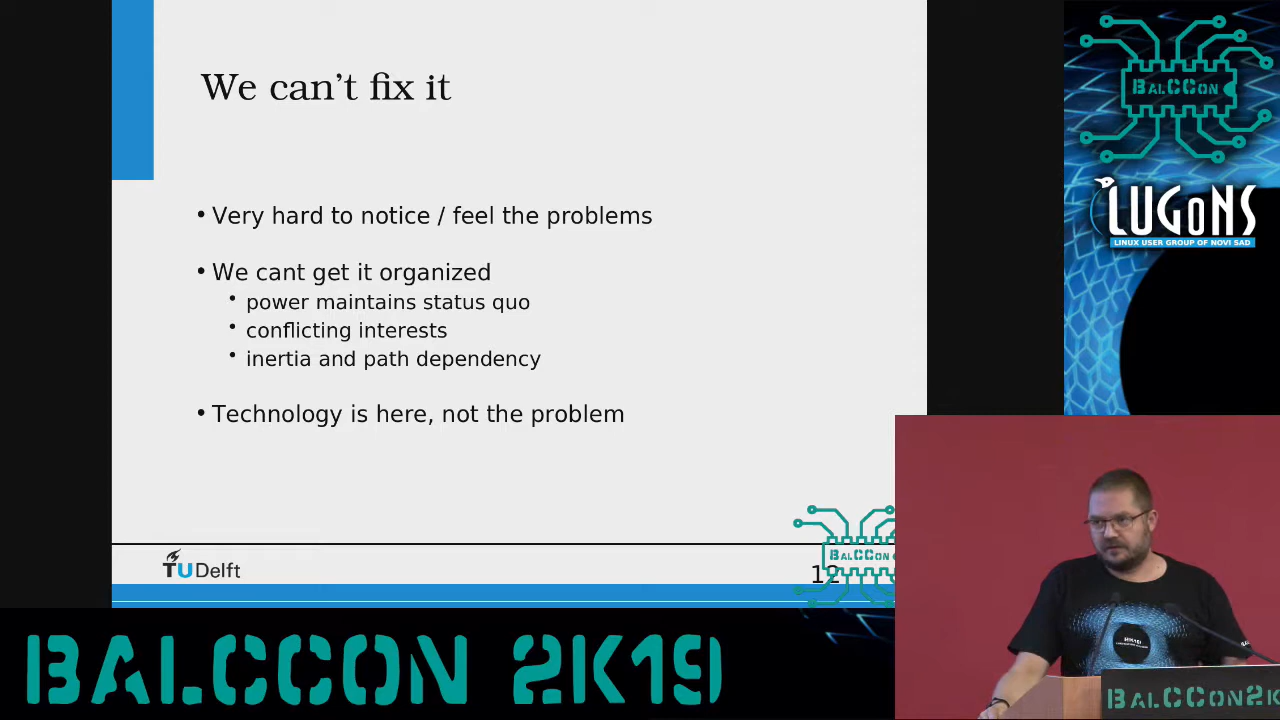 We can’t fix it
• Very hard to notice / feel the problems
• We cant get it organized
• power maintains status quo
• conflicting interests
• inertia and path dependency
• Technology is here, not the problem
TUDelft
12
BALCCON
BALCCON
LUGONS
LINUX USER GROUP OF NOVI SAD
BALCCON 2K19
BALCCON2K